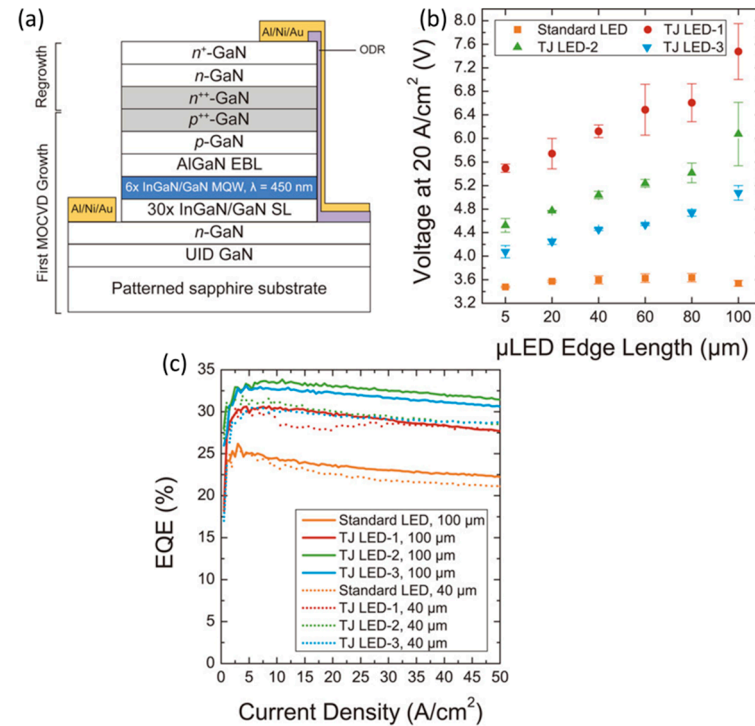 (a)
Al/Ni/Au
ODR
n⁺-GaN
n-GaN
n⁺⁺-GaN
p⁺⁺-GaN
p-GaN
AlGaN EBL
6x InGaN/GaN MQW, λ = 450 nm
30x InGaN/GaN SL
Al/Ni/Au
n-GaN
UID GaN
Patterned sapphire substrate
Regrowth
First MOCVD Growth
(b)
Standard LED TJ LED-1
TJ LED-2 TJ LED-3
Voltage at 20 A/cm² (V)
8.0
7.6
7.2
6.8
6.4
6.0
5.6
5.2
4.8
4.4
4.0
3.6
3.2
5 20 40 60 80 100
μLED Edge Length (μm)
(c)
EQE (%)
35
30
25
20
15
10
5
0
Standard LED, 100 μm
TJ LED-1, 100 μm
TJ LED-2, 100 μm
TJ LED-3, 100 μm
Standard LED, 40 μm
TJ LED-1, 40 μm
TJ LED-2, 40 μm
TJ LED-3, 40 μm
0 5 10 15 20 25 30 35 40 45 50
Current Density (A/cm²)